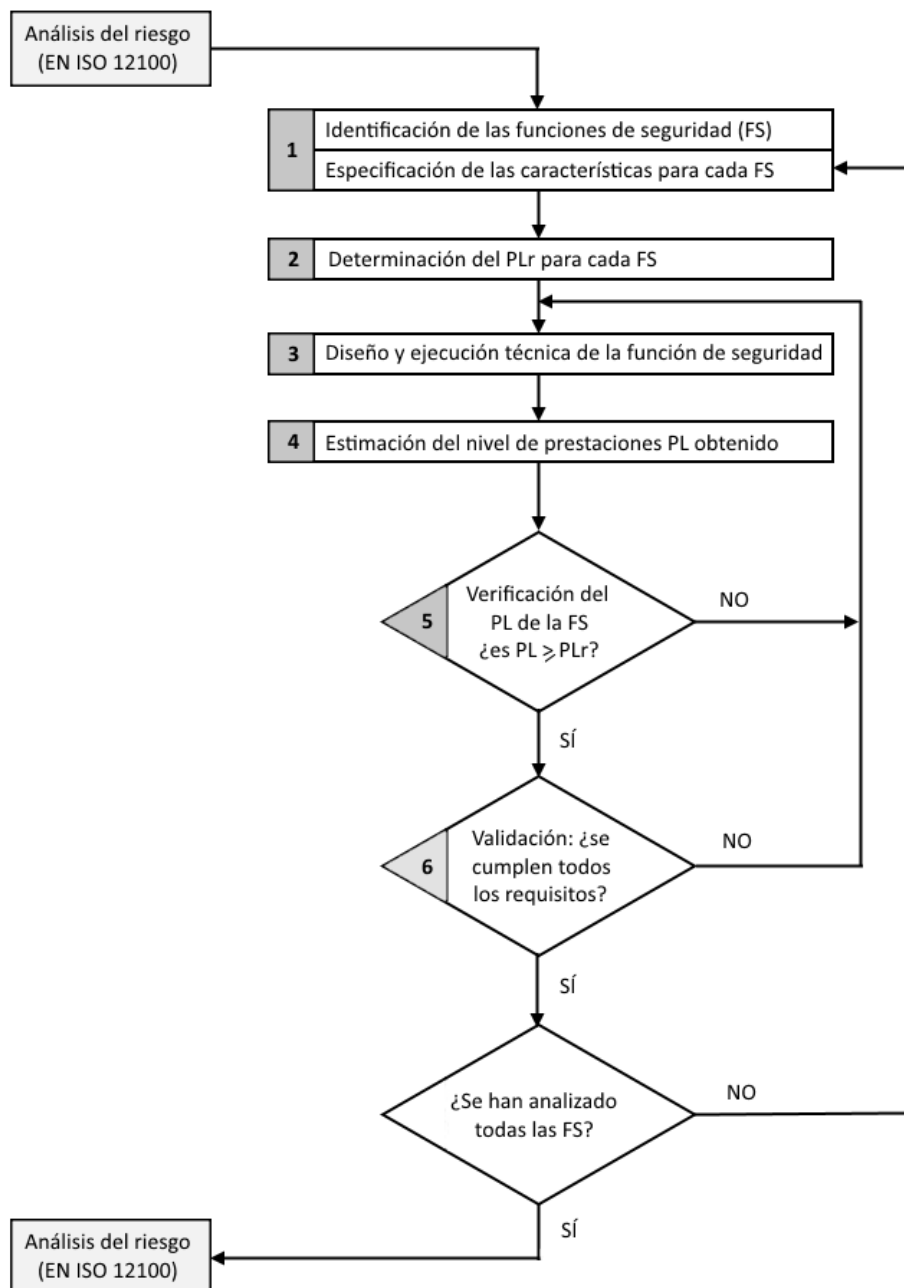 Análisis del riesgo
(EN ISO 12100)
1
Identificación de las funciones de seguridad (FS)
Especificación de las características para cada FS
2
Determinación del PLr para cada FS
3
Diseño y ejecución técnica de la función de seguridad
4
Estimación del nivel de prestaciones PL obtenido
5
Verificación del
PL de la FS
¿es PL ⩾ PLr?
NO
SÍ
6
Validación: ¿se
cumplen todos
los requisitos?
NO
SÍ
¿Se han analizado
todas las FS?
NO
SÍ
Análisis del riesgo
(EN ISO 12100)